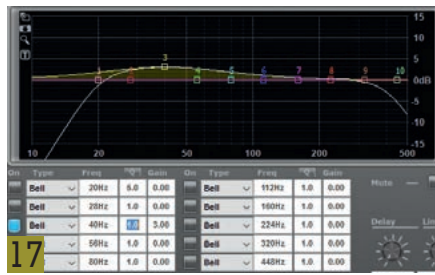 15
10
5
0dB
-5
-10
-15
1 2 3 4 5 6 7 8 9 10
10 20 50 100 200 500
On Type Freq "Q" Gain On Type Freq "Q" Gain
Bell 20Hz 5.0 0.00 Bell 112Hz 1.0 0.00 Mute
Bell 28Hz 1.0 0.00 Bell 160Hz 1.0 0.00
Bell 40Hz 1.0 3.00 Bell 224Hz 1.0 0.00 Delay
Bell 56Hz 1.0 0.00 Bell 320Hz 1.0 0.00
Bell 80Hz 1.0 0.00 Bell 448Hz 1.0 0.00
17